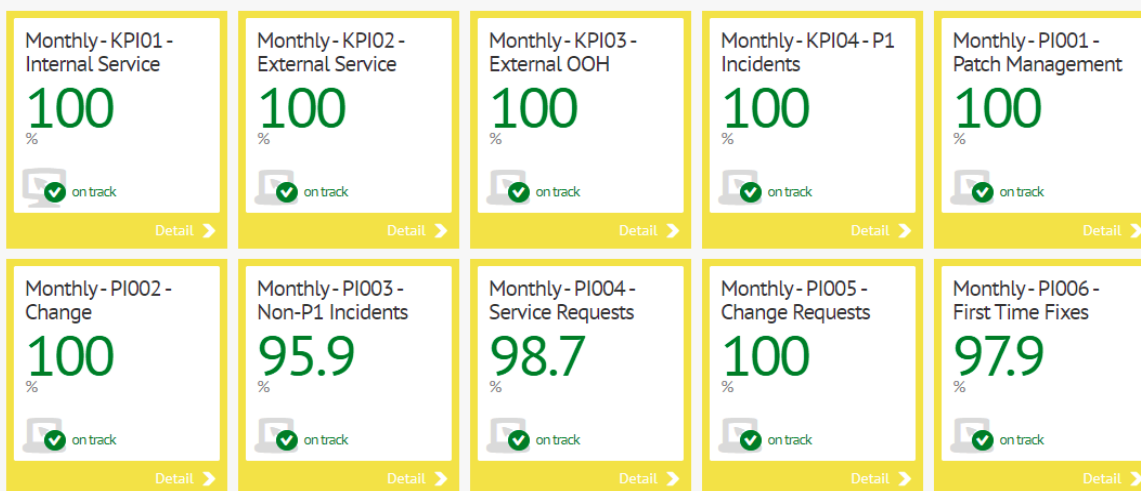 Monthly - KPI01 -
Internal Service
100
%
on track
Detail
Monthly - KPI02 -
External Service
100
%
on track
Detail
Monthly - KPI03 -
External OOH
100
%
on track
Detail
Monthly - KPI04 - P1
Incidents
100
%
on track
Detail
Monthly - PI001 -
Patch Management
100
%
on track
Detail
Monthly - PI002 -
Change
100
%
on track
Detail
Monthly - PI003 -
Non-P1 Incidents
95.9
%
on track
Detail
Monthly - PI004 -
Service Requests
98.7
%
on track
Detail
Monthly - PI005 -
Change Requests
100
%
on track
Detail
Monthly - PI006 -
First Time Fixes
97.9
%
on track
Detail